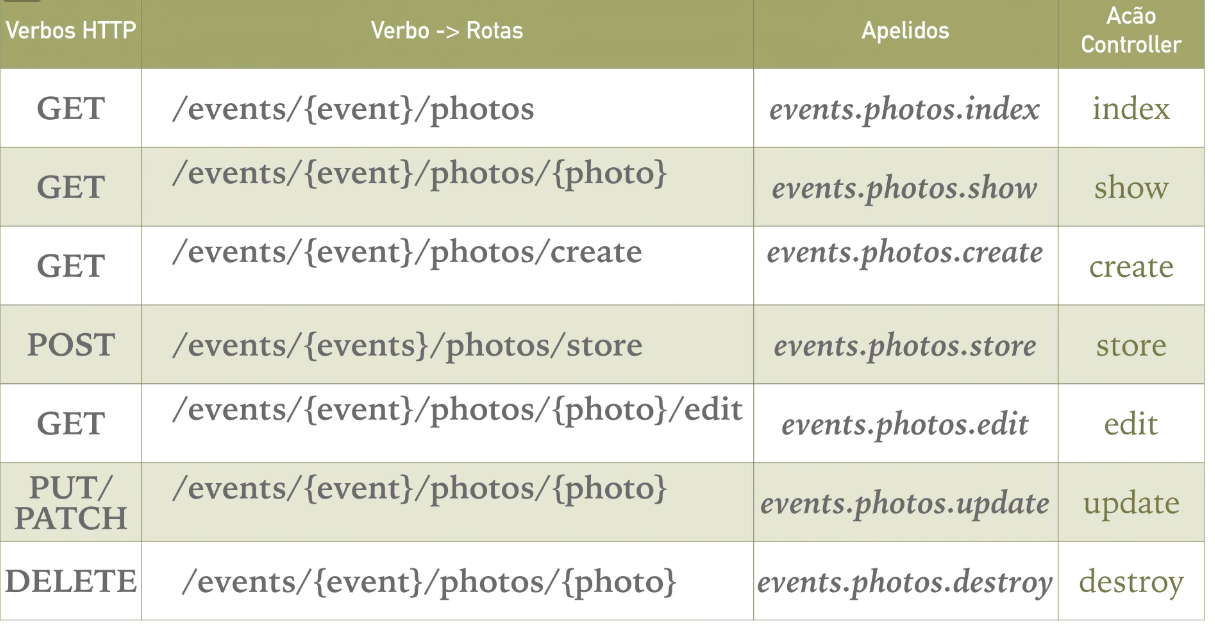 Verbos HTTP Verbo -> Rotas Apelidos Acão Controller
GET /events/{event}/photos events.photos.index index
GET /events/{event}/photos/{photo} events.photos.show show
GET /events/{event}/photos/create events.photos.create create
POST /events/{events}/photos/store events.photos.store store
GET /events/{event}/photos/{photo}/edit events.photos.edit edit
PUT/PATCH /events/{event}/photos/{photo} events.photos.update update
DELETE /events/{event}/photos/{photo} events.photos.destroy destroy